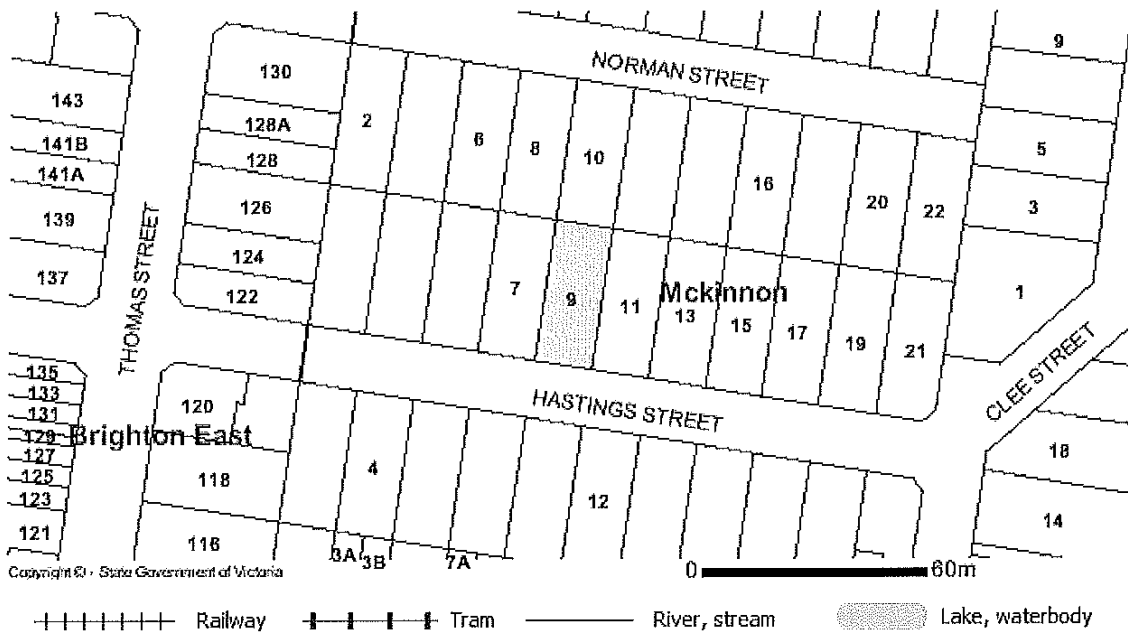 9
NORMAN STREET
130
143
128A
2
6
8
10
141B
128
5
141A
16
126
20
22
3
139
THOMAS STREET
124
137
122
7
9
11
Mckinnon
13
15
17
19
21
1
CLEE STREET
135
133
131
129
Brighton East
127
125
123
121
120
118
116
HASTINGS STREET
4
12
18
14
3A
3B
7A
Copyright © - State Government of Victoria
0
60m
Railway
Tram
River, stream
Lake, waterbody